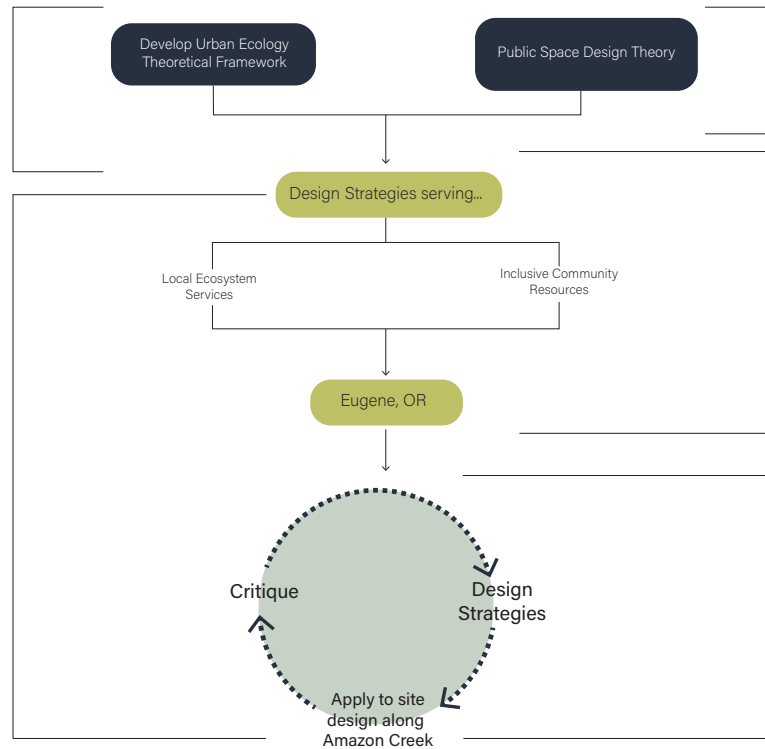 Develop Urban Ecology
Theoretical Framework
Public Space Design Theory
Design Strategies serving...
Local Ecosystem
Services
Inclusive Community
Resources
Eugene, OR
Critique
Design
Strategies
Apply to site
design along
Amazon Creek